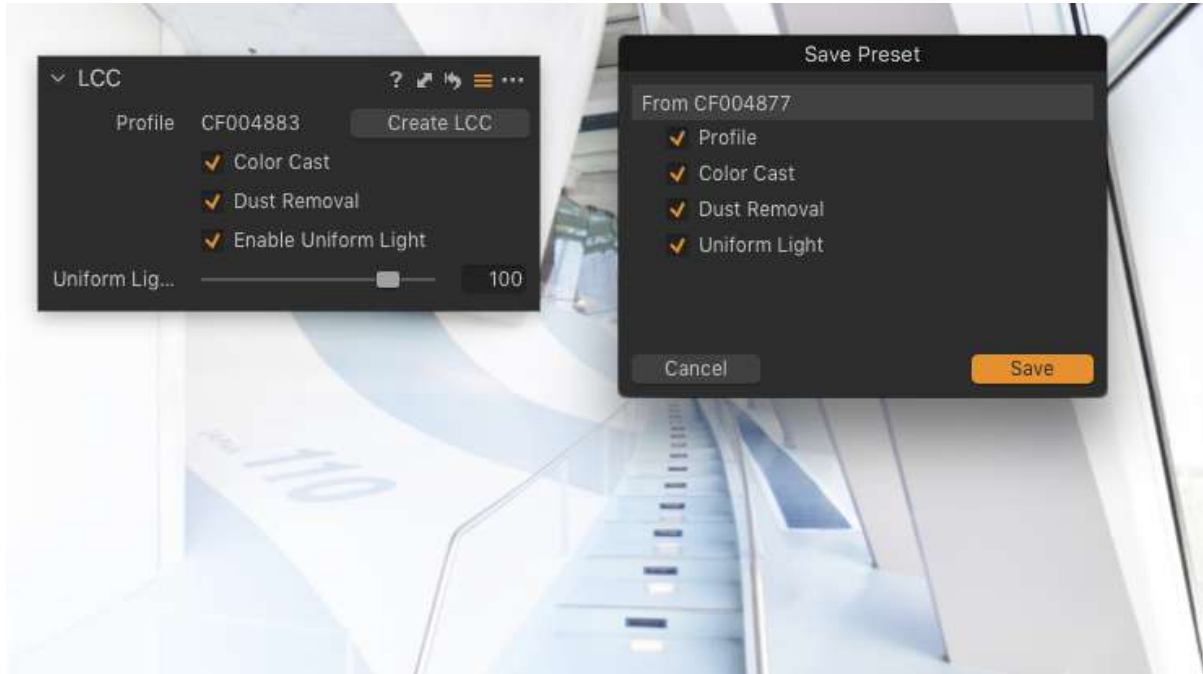 LCC
?
Profile CF004883 Create LCC
Color Cast
Dust Removal
Enable Uniform Light
Uniform Lig... 100
Save Preset
From CF004877
Profile
Color Cast
Dust Removal
Uniform Light
Cancel Save
110